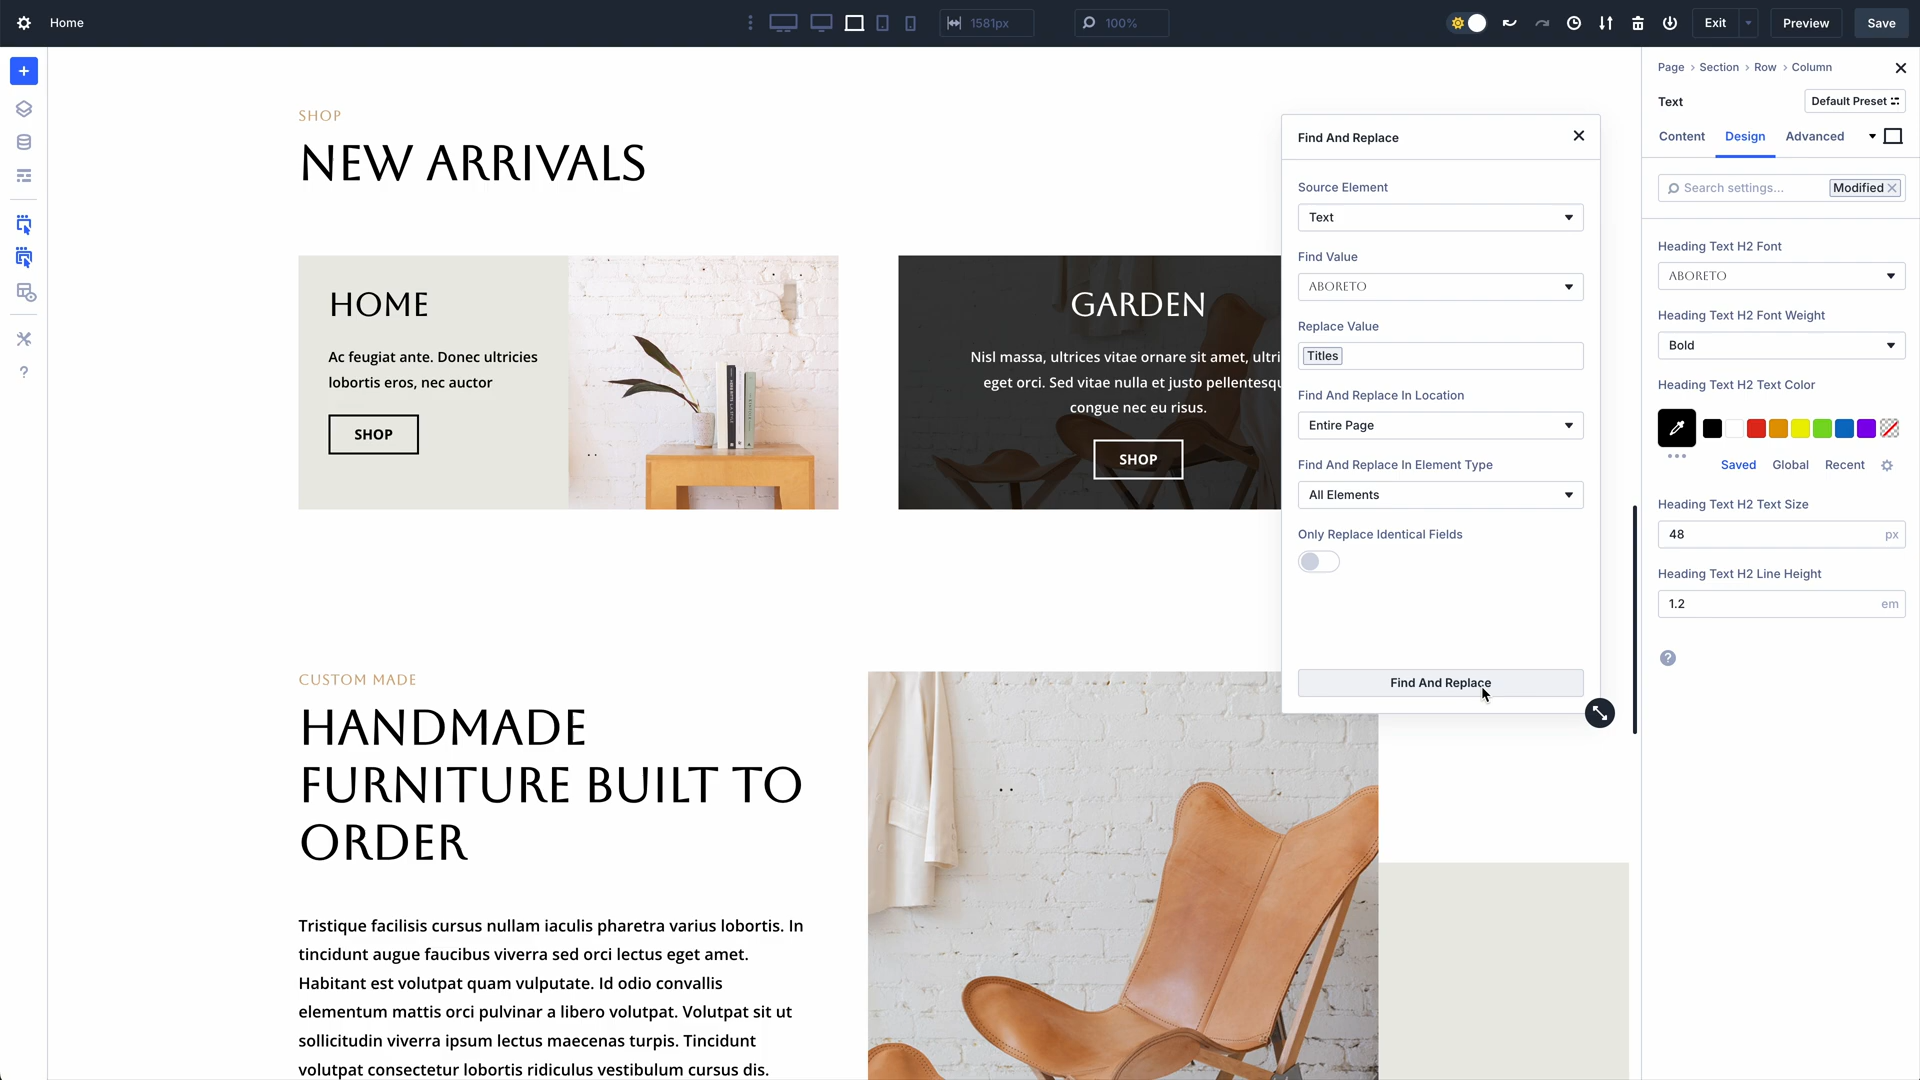 Home
1581px
100%
Exit
Preview
Save
SHOP
NEW ARRIVALS
HOME
Ac feugiat ante. Donec ultricies
lobortis eros, nec auctor
SHOP
GARDEN
Nisl massa, ultrices vitae ornare sit amet, ultri
eget orci. Sed vitae nulla et justo pellentesqu
congue nec eu risus.
SHOP
CUSTOM MADE
HANDMADE
FURNITURE BUILT TO
ORDER
Tristique facilisis cursus nullam iaculis pharetra varius lobortis. In
tincidunt augue faucibus viverra sed orci lectus eget amet.
Habitant est volutpat quam vulputate. Id odio convallis
elementum mattis orci pulvinar a libero volutpat. Volutpat sit ut
sollicitudin viverra ipsum lectus maecenas turpis. Tincidunt
volutpat consectetur lobortis ridiculus vestibulum cursus dis.
Find And Replace
Source Element
Text
Find Value
ABORETO
Replace Value
Titles
Find And Replace In Location
Entire Page
Find And Replace In Element Type
All Elements
Only Replace Identical Fields
Find And Replace
Page › Section › Row › Column
Text
Default Preset
Content Design Advanced
Search settings... Modified
Heading Text H2 Font
ABORETO
Heading Text H2 Font Weight
Bold
Heading Text H2 Text Color
Saved Global Recent
Heading Text H2 Text Size
48 px
Heading Text H2 Line Height
1.2 em